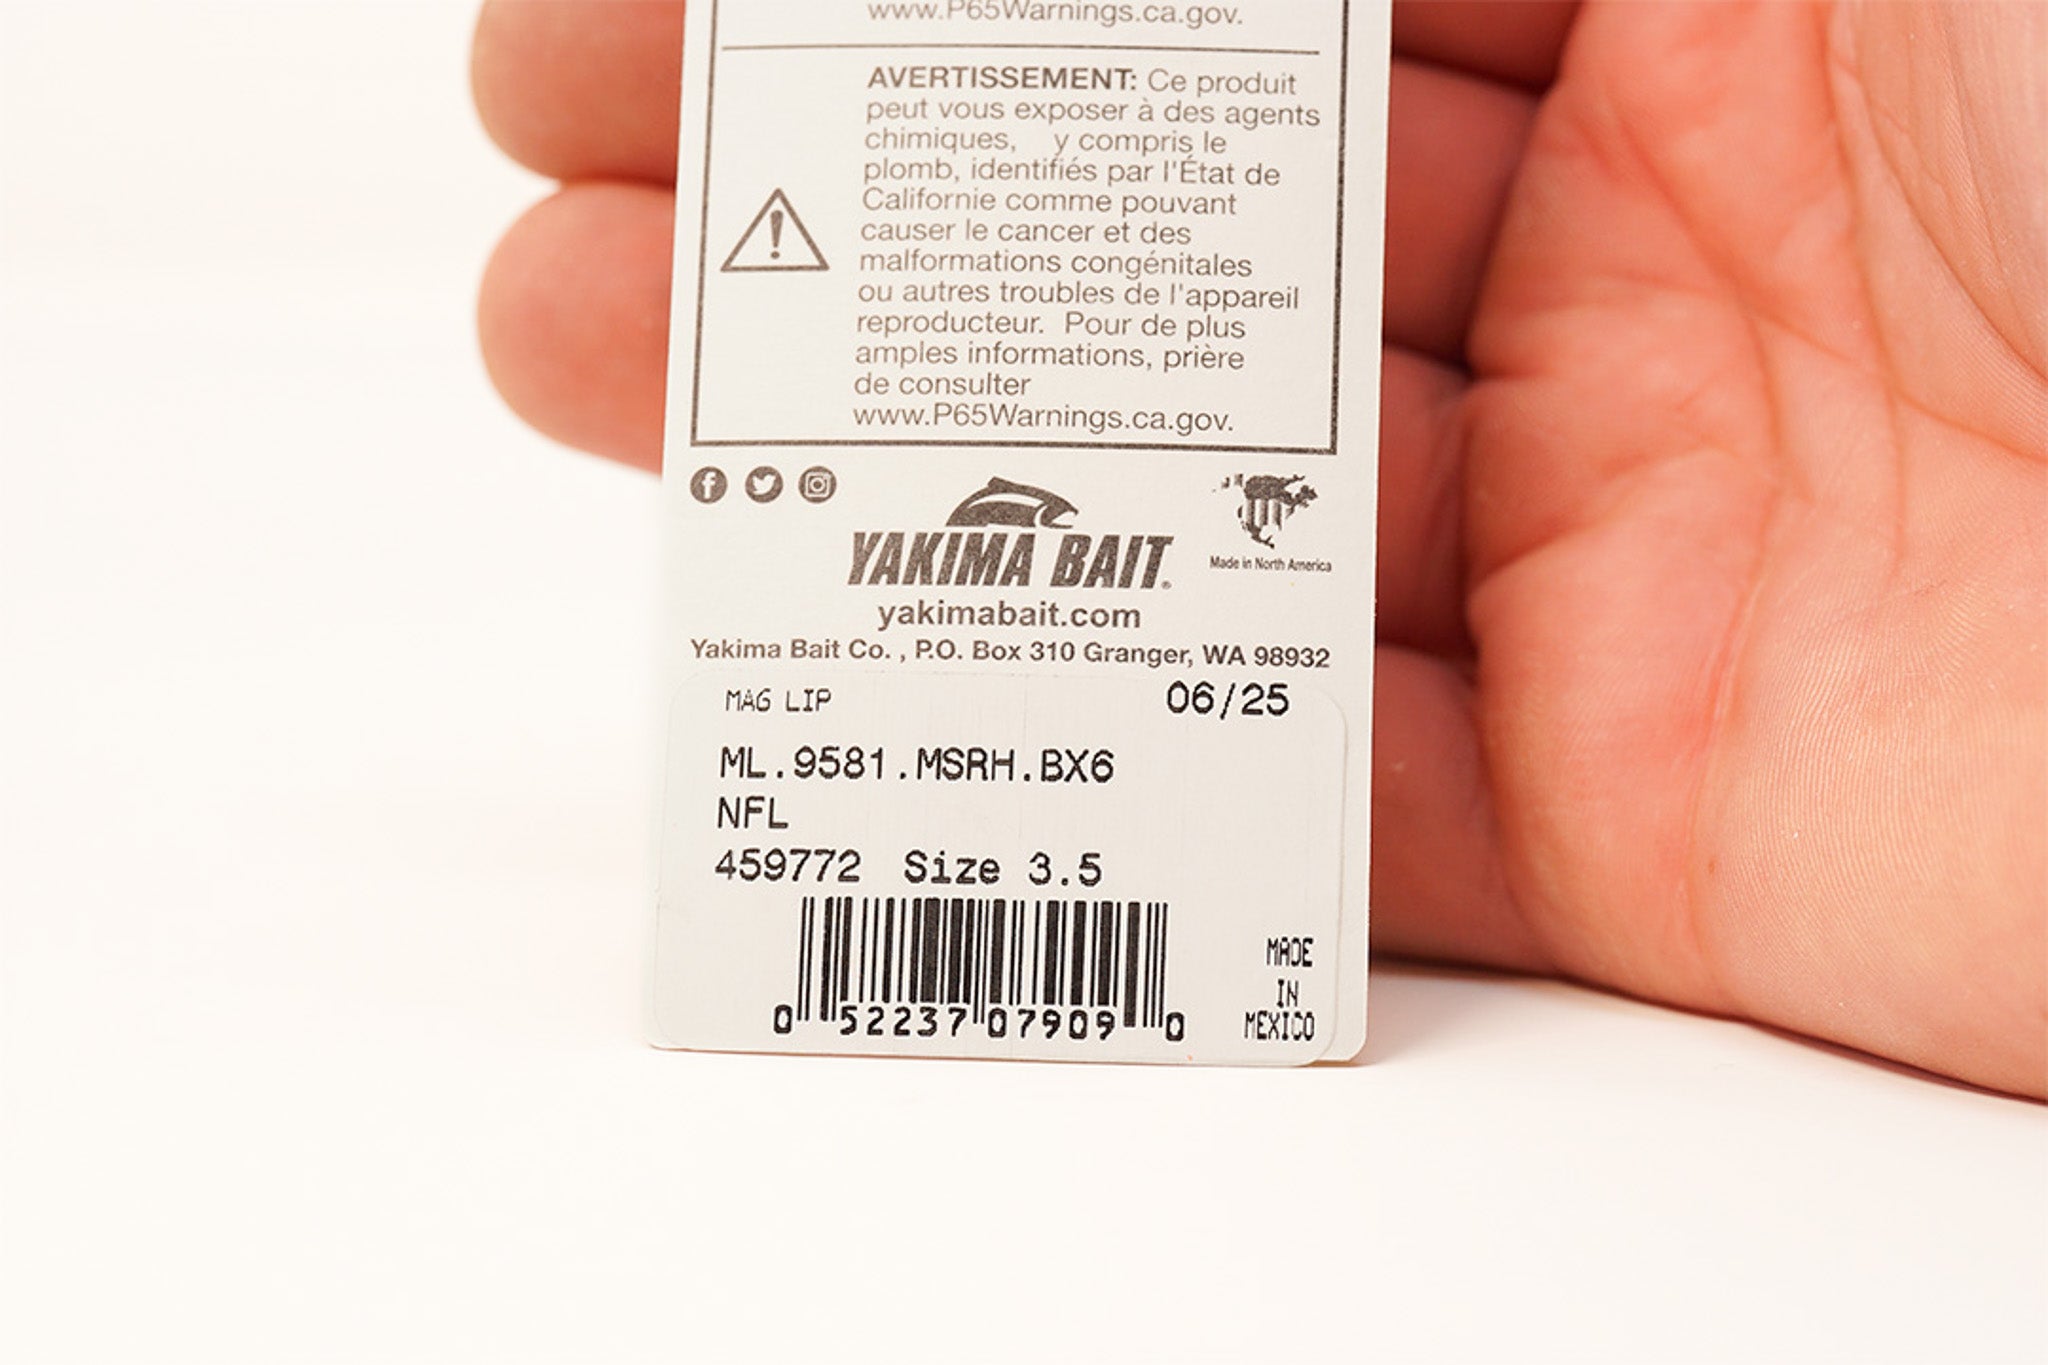 www.P65Warnings.ca.gov.
AVERTISSEMENT: Ce produit
peut vous exposer à des agents
chimiques, y compris le
plomb, identifiés par l'État de
Californie comme pouvant
causer le cancer et des
malformations congénitales
ou autres troubles de l'appareil
reproducteur. Pour de plus
amples informations, prière
de consulter
www.P65Warnings.ca.gov.
YAKIMA BAIT®
Made in North America
yakimabait.com
Yakima Bait Co. , P.O. Box 310 Granger, WA 98932
MAG LIP 06/25
ML.9581.MSRH.BX6
NFL
459772 Size 3.5
MADE
IN
MEXICO
0 52237 07909 0